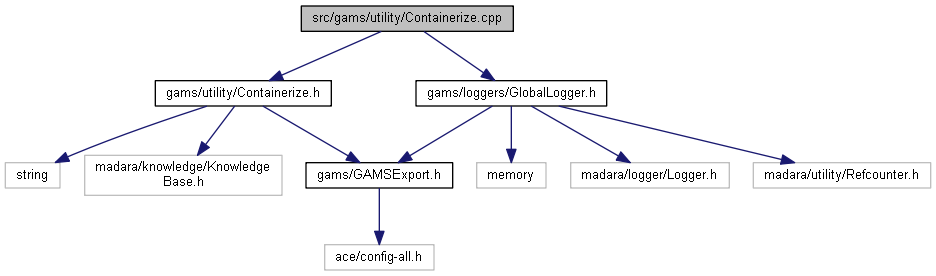 src/gams/utility/Containerize.cpp
gams/utility/Containerize.h
gams/loggers/GlobalLogger.h
string
madara/knowledge/Knowledge
Base.h
gams/GAMSExport.h
memory
madara/logger/Logger.h
madara/utility/Refcounter.h
ace/config-all.h